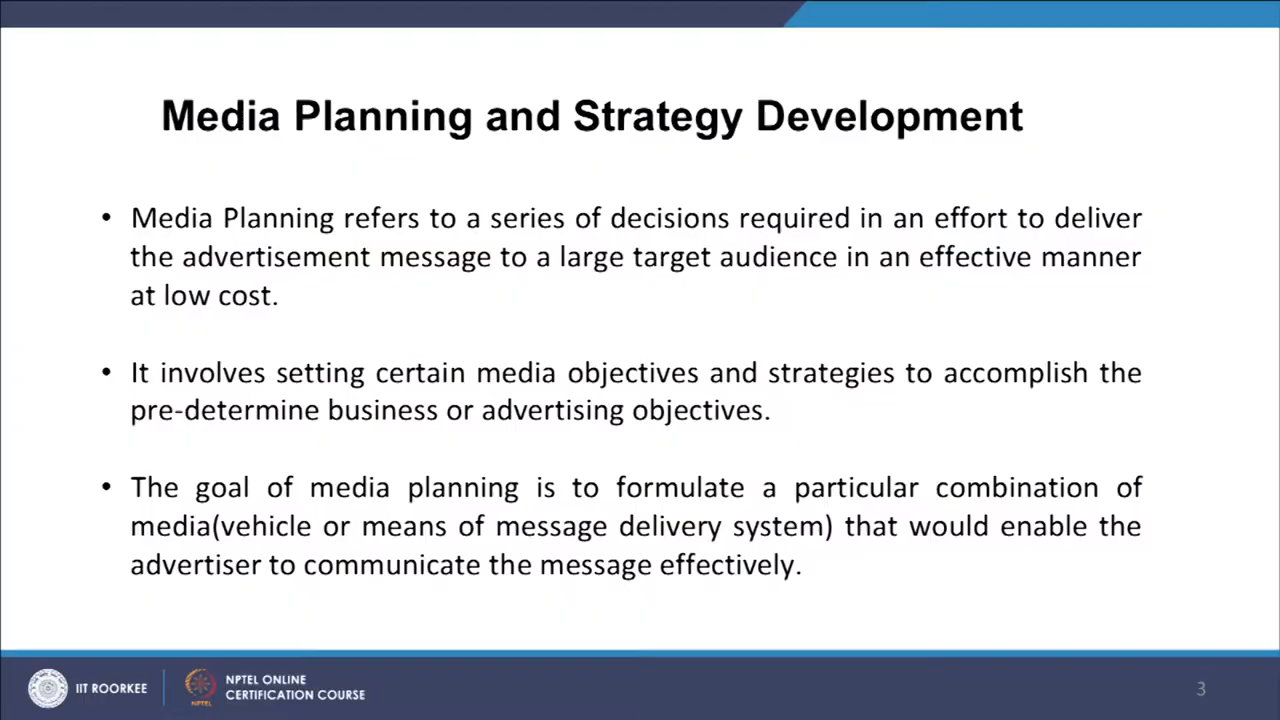 Media Planning and Strategy Development
• Media Planning refers to a series of decisions required in an effort to deliver
the advertisement message to a large target audience in an effective manner
at low cost.
• It involves setting certain media objectives and strategies to accomplish the
pre-determine business or advertising objectives.
• The goal of media planning is to formulate a particular combination of
media(vehicle or means of message delivery system) that would enable the
advertiser to communicate the message effectively.
IIT ROORKEE
NPTEL
NPTEL ONLINE
CERTIFICATION COURSE
3